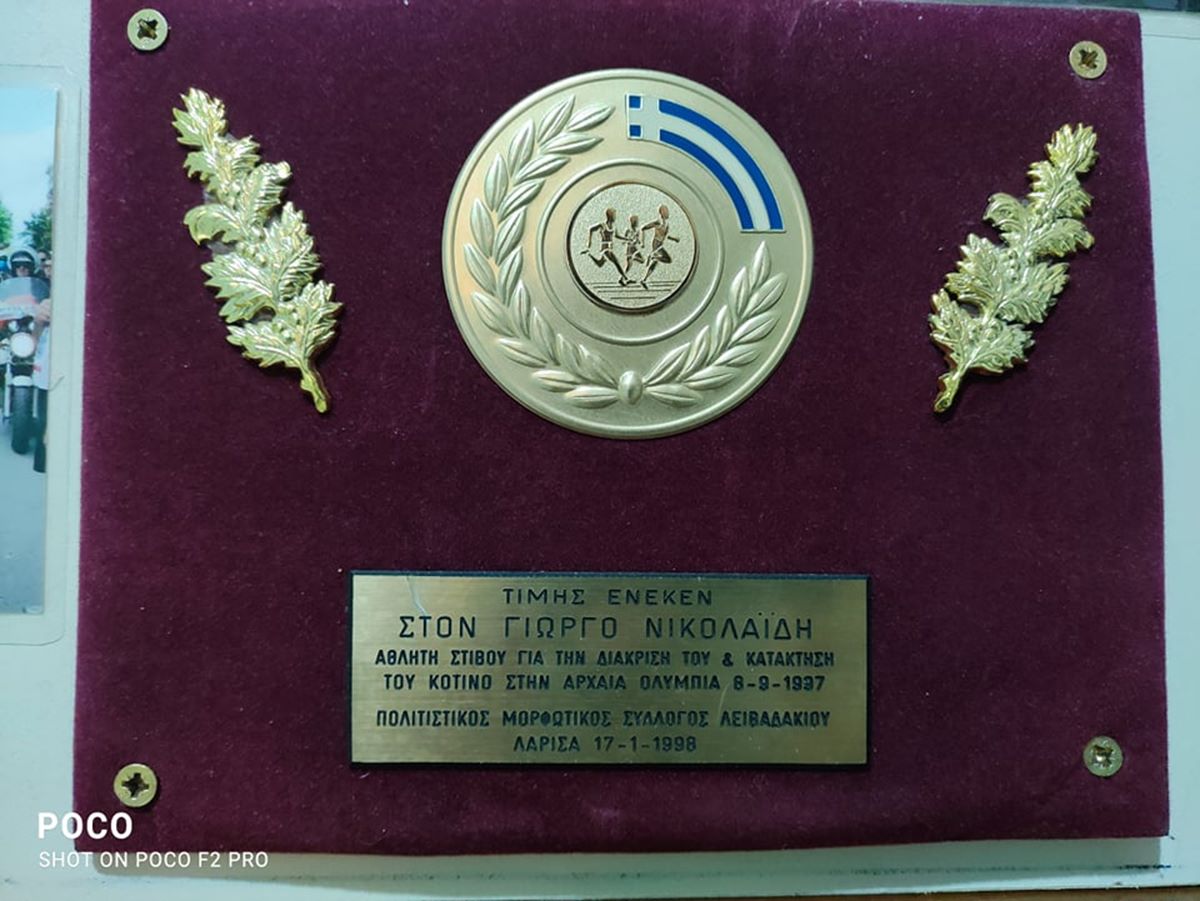 ΤΙΜΗΣ ΕΝΕΚΕΝ
ΣΤΟΝ ΓΙΩΡΓΟ ΝΙΚΟΛΑΪΔΗ
ΑΘΛΗΤΗ ΣΤΙΒΟΥ ΓΙΑ ΤΗΝ ΔΙΑΚΡΙΣΗ ΤΟΥ & ΚΑΤΑΚΤΗΣΗ
ΤΟΥ ΚΟΤΙΝΟ ΣΤΗΝ ΑΡΧΑΙΑ ΟΛΥΜΠΙΑ 8-9-1997
ΠΟΛΙΤΙΣΤΙΚΟΣ ΜΟΡΦΩΤΙΚΟΣ ΣΥΛΛΟΓΟΣ ΛΕΙΒΑΔΑΚΙΟΥ
ΛΑΡΙΣΑ 17-1-1998
POCO
SHOT ON POCO F2 PRO